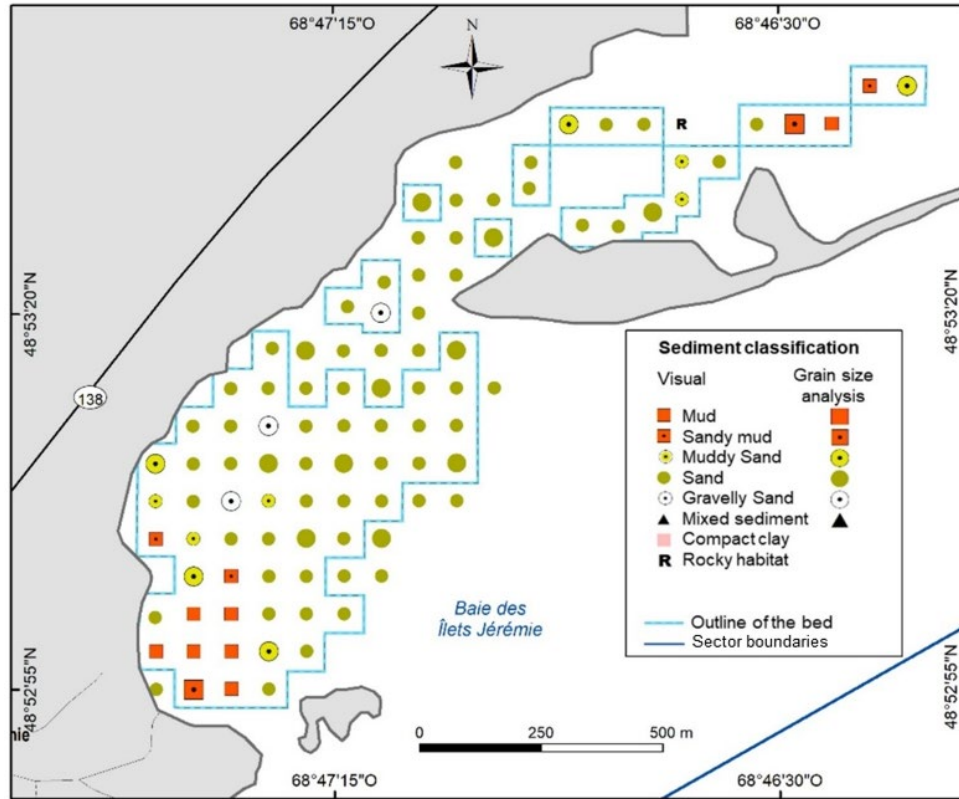 68°47'15"O
68°46'30"O
N
R
48°53'20"N
48°53'20"N
138
Sediment classification
Visual
Grain size
analysis
Mud
Sandy mud
Muddy Sand
Sand
Gravelly Sand
Mixed sediment
Compact clay
R Rocky habitat
Outline of the bed
Sector boundaries
Baie des
Îlets Jérémie
48°52'55"N
48°52'55"N
nie
0 250 500 m
68°47'15"O
68°46'30"O